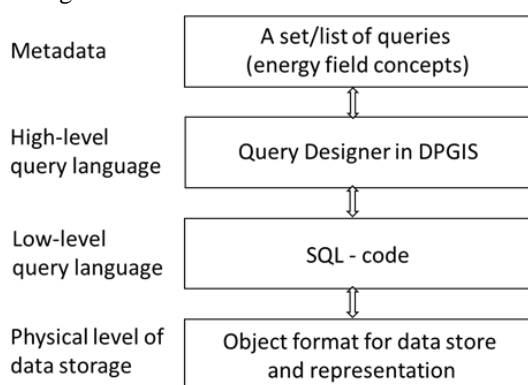 Metadata
A set/list of queries
(energy field concepts)
High-level
query language
Query Designer in DPGIS
Low-level
query language
SQL - code
Physical level of
data storage
Object format for data store
and representation